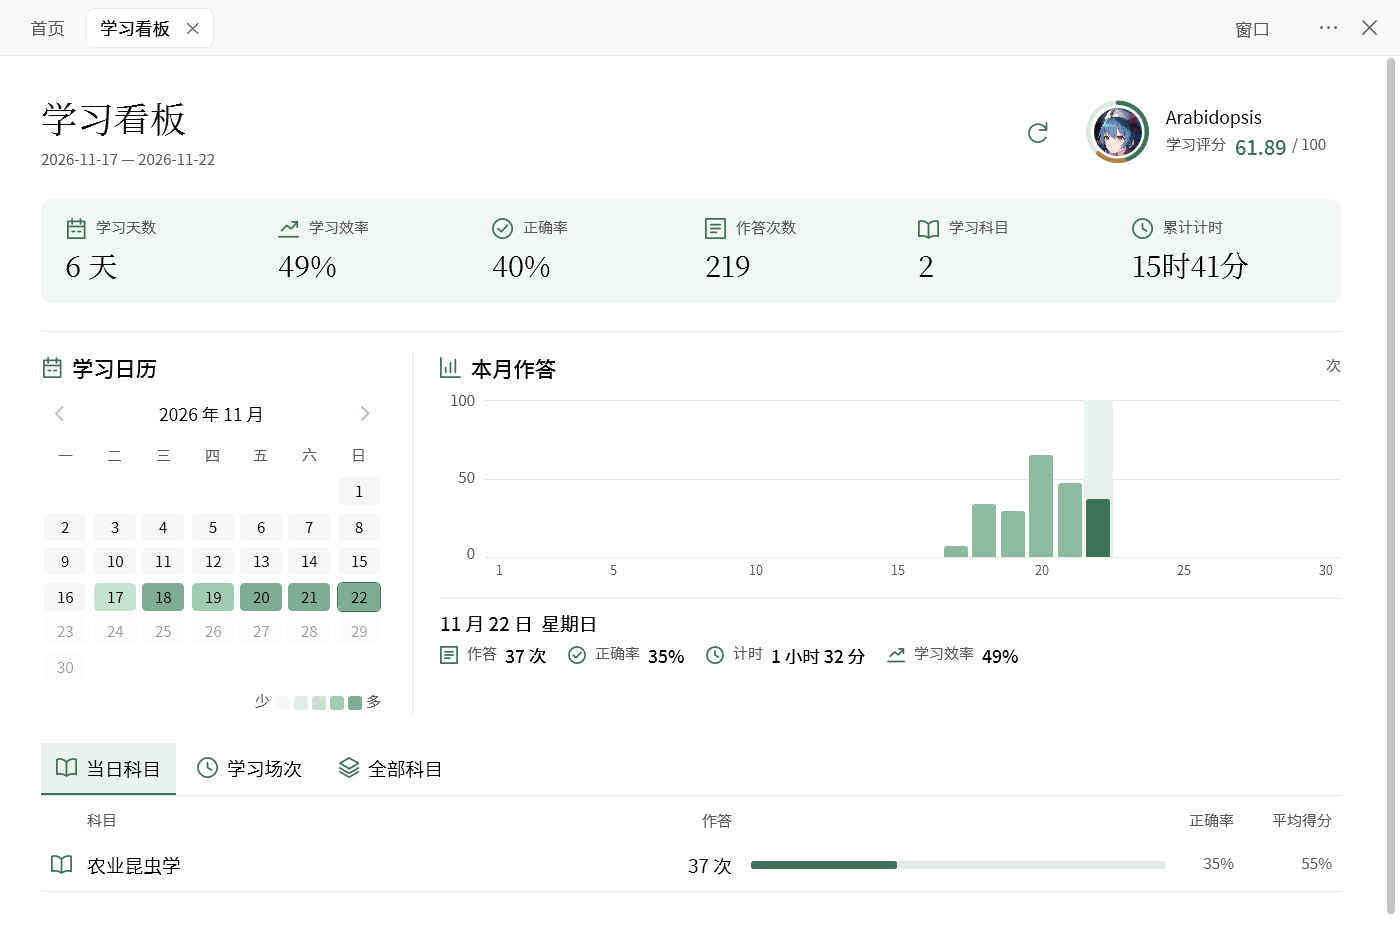 首页
学习看板
窗口
学习看板
2026-11-17 — 2026-11-22
Arabidopsis
学习评分 61.89 / 100
学习天数
6 天
学习效率
49%
正确率
40%
作答次数
219
学习科目
2
累计计时
15时41分
学习日历
2026 年 11 月
一 二 三 四 五 六 日
1
2 3 4 5 6 7 8
9 10 11 12 13 14 15
16 17 18 19 20 21 22
23 24 25 26 27 28 29
30
少 多
本月作答
次
100
50
0
1 5 10 15 20 25 30
11 月 22 日 星期日
作答 37 次 正确率 35% 计时 1 小时 32 分 学习效率 49%
当日科目 学习场次 全部科目
科目 作答 正确率 平均得分
农业昆虫学 37 次 35% 55%